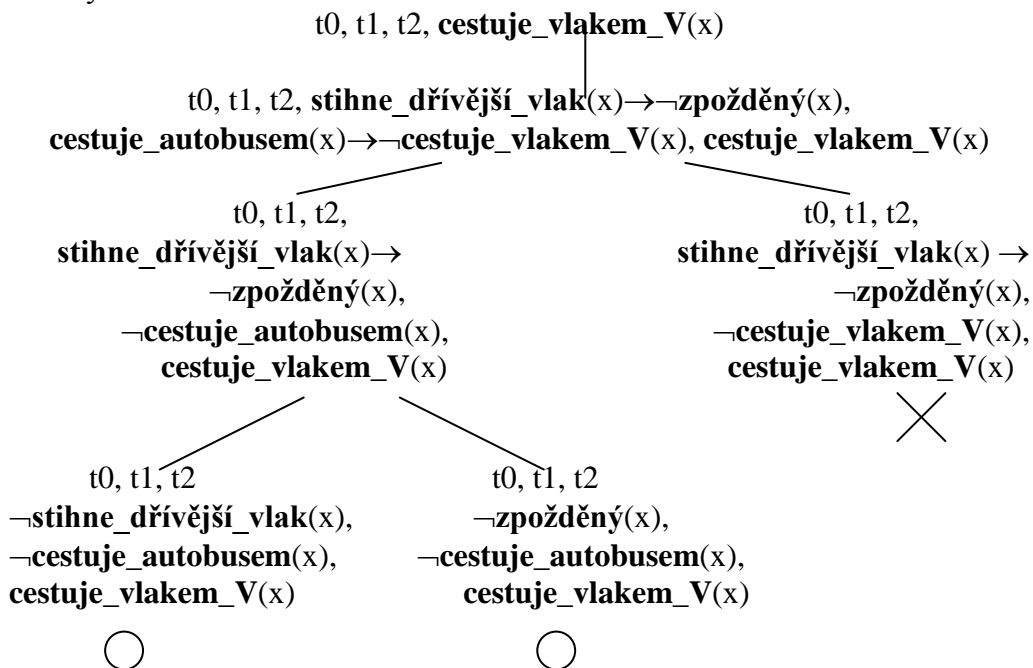 t0, t1, t2, cestuje_vlakem_V(x)
t0, t1, t2, stihne_dřívější_vlak(x)→¬zpožděný(x),
cestuje_autobusem(x)→¬cestuje_vlakem_V(x), cestuje_vlakem_V(x)
t0, t1, t2,
stihne_dřívější_vlak(x)→
¬zpožděný(x),
¬cestuje_autobusem(x),
cestuje_vlakem_V(x)
t0, t1, t2,
stihne_dřívější_vlak(x) →
¬zpožděný(x),
¬cestuje_vlakem_V(x),
cestuje_vlakem_V(x)
t0, t1, t2
¬stihne_dřívější_vlak(x),
¬cestuje_autobusem(x),
cestuje_vlakem_V(x)
t0, t1, t2
¬zpožděný(x),
¬cestuje_autobusem(x),
cestuje_vlakem_V(x)